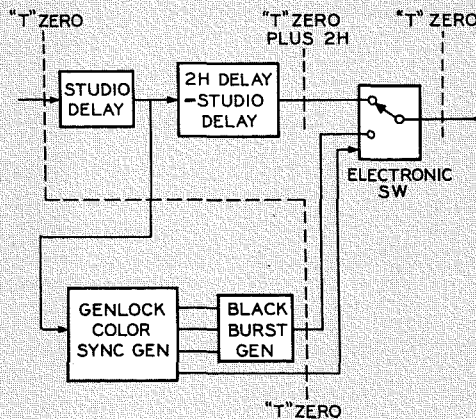 "T" ZERO
"T" ZERO
PLUS 2H
"T" ZERO
STUDIO
DELAY
2H DELAY
-STUDIO
DELAY
ELECTRONIC
SW
GENLOCK
COLOR
SYNC GEN
BLACK
BURST
GEN
"T" ZERO